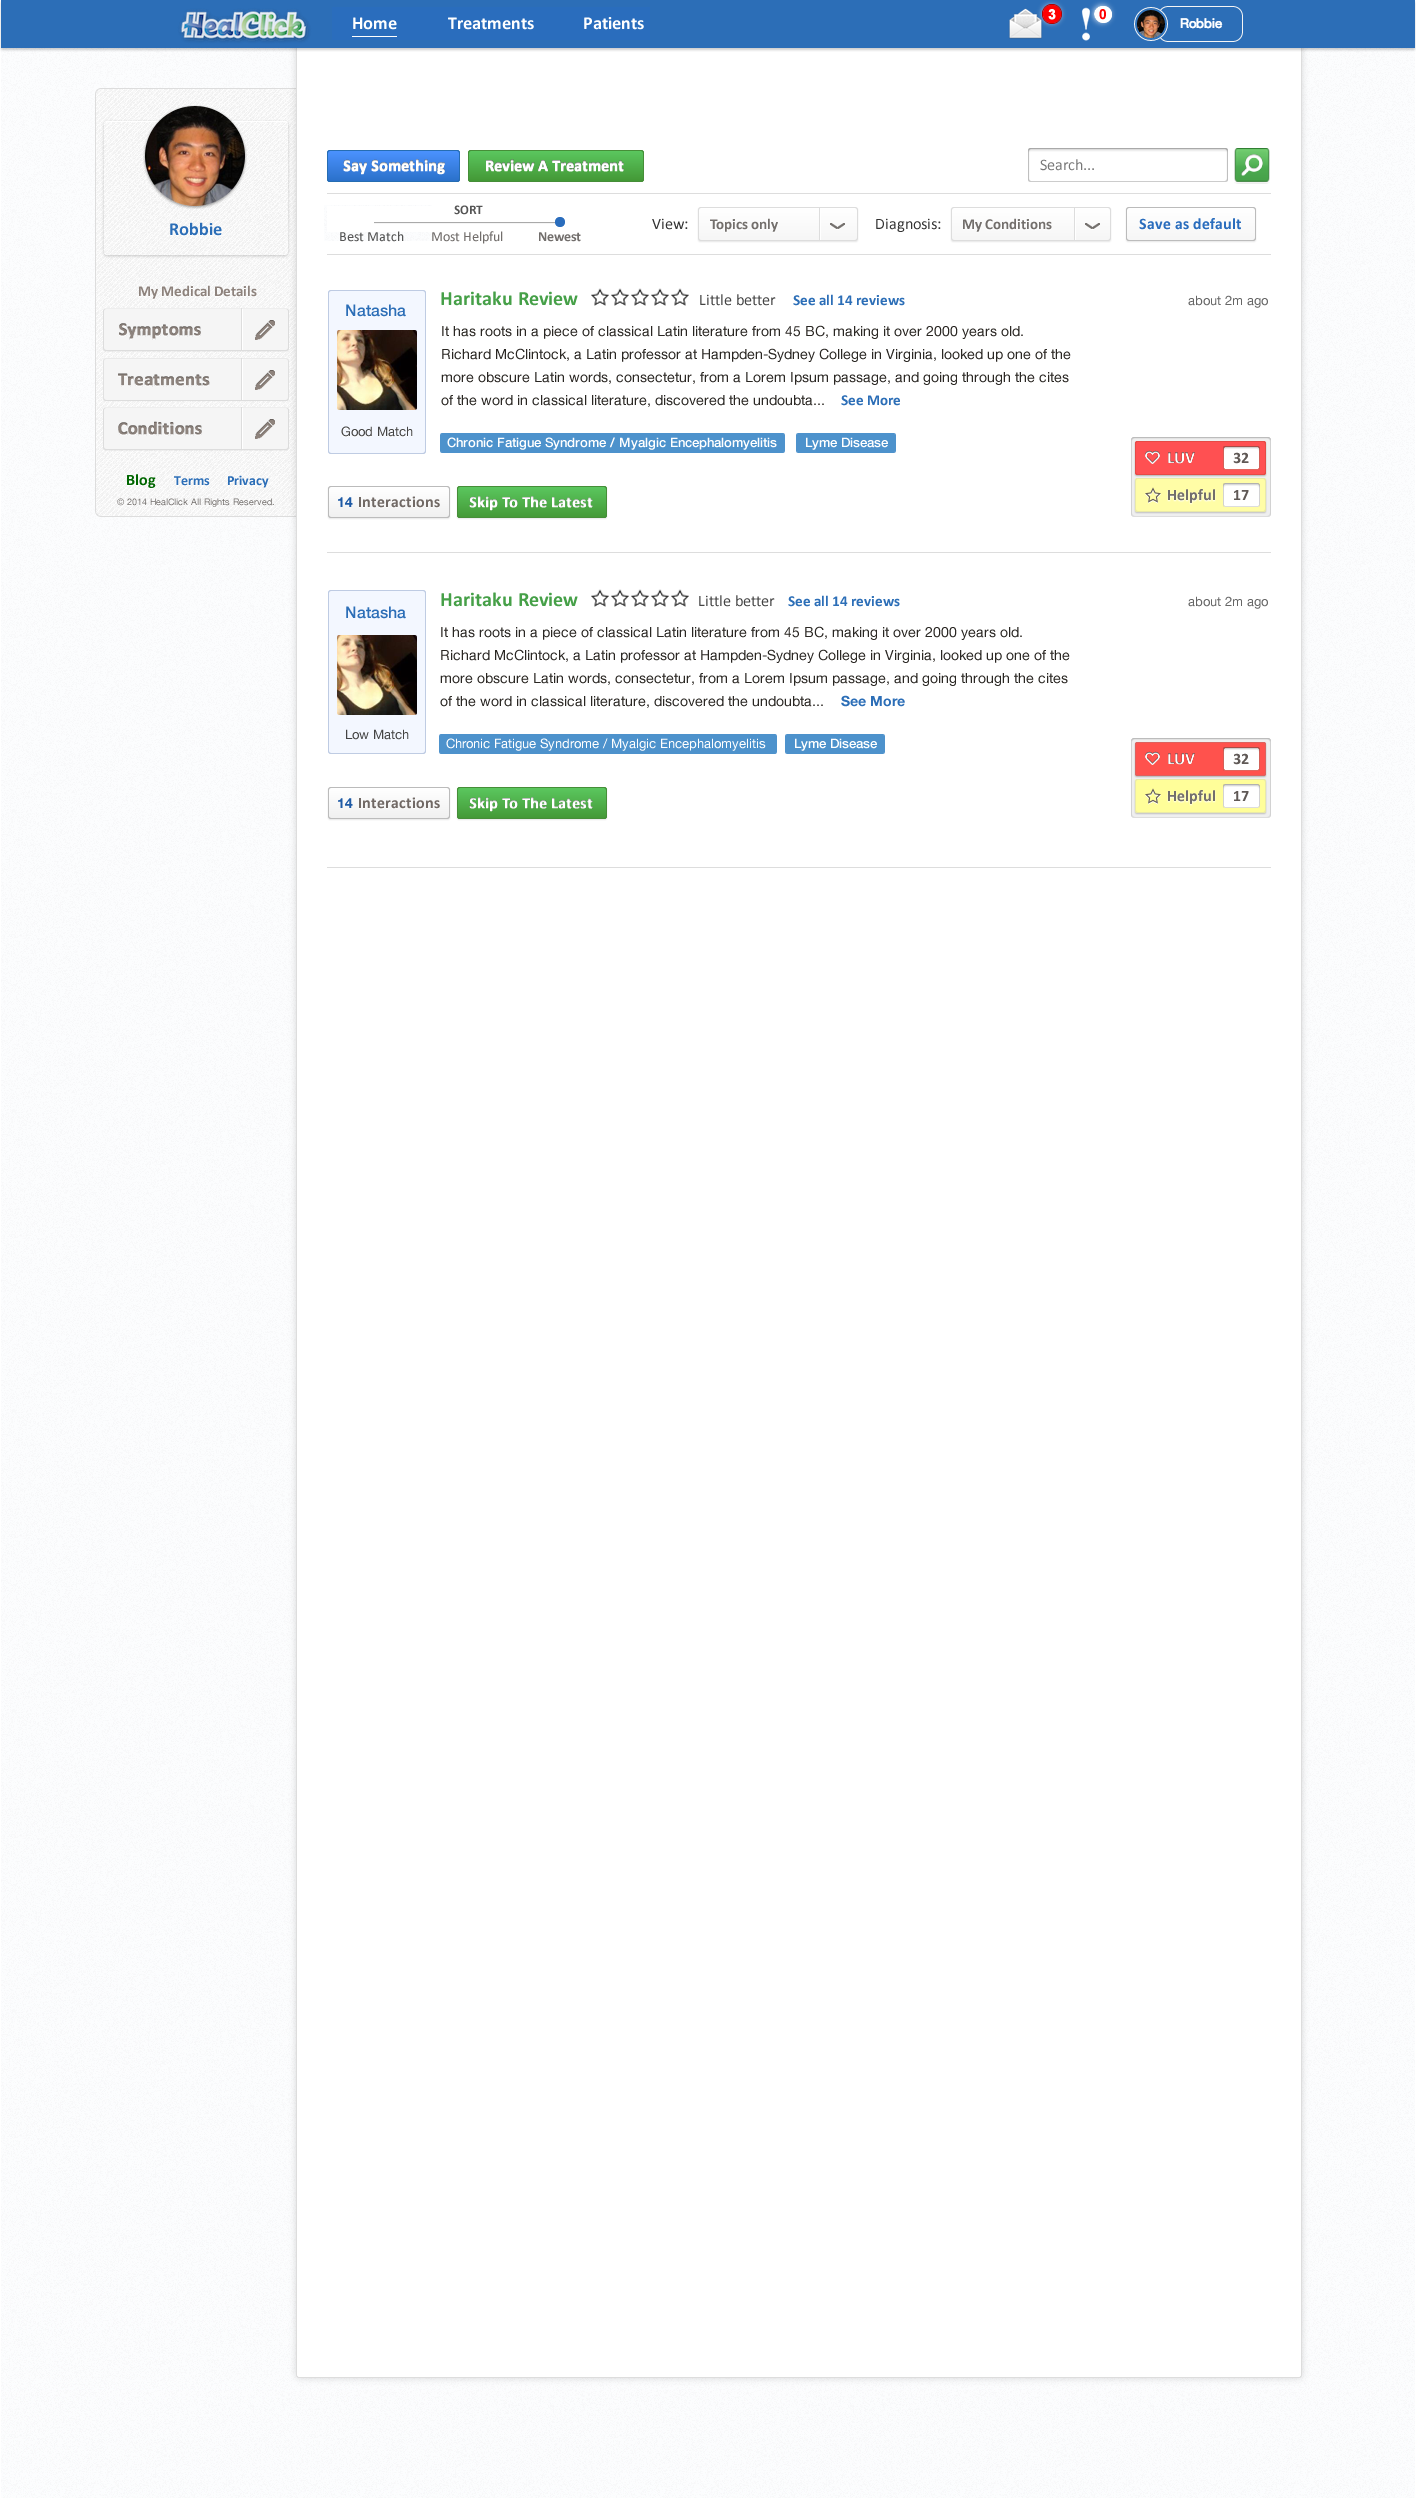 HealClick
Home
Treatments
Patients
3
0
Robbie
Robbie
My Medical Details
Symptoms
Treatments
Conditions
Blog Terms Privacy
© 2014 HealClick All Rights Reserved.
Say Something
Review A Treatment
Search...
SORT
Best Match
Most Helpful
Newest
View:
Topics only
Diagnosis:
My Conditions
Save as default
Natasha
Good Match
Haritaku Review
Little better
See all 14 reviews
about 2m ago
It has roots in a piece of classical Latin literature from 45 BC, making it over 2000 years old.
Richard McClintock, a Latin professor at Hampden-Sydney College in Virginia, looked up one of the
more obscure Latin words, consectetur, from a Lorem Ipsum passage, and going through the cites
of the word in classical literature, discovered the undoubta... See More
Chronic Fatigue Syndrome / Myalgic Encephalomyelitis
Lyme Disease
LUV 32
Helpful 17
14 Interactions
Skip To The Latest
Natasha
Low Match
Haritaku Review
Little better
See all 14 reviews
about 2m ago
It has roots in a piece of classical Latin literature from 45 BC, making it over 2000 years old.
Richard McClintock, a Latin professor at Hampden-Sydney College in Virginia, looked up one of the
more obscure Latin words, consectetur, from a Lorem Ipsum passage, and going through the cites
of the word in classical literature, discovered the undoubta... See More
Chronic Fatigue Syndrome / Myalgic Encephalomyelitis
Lyme Disease
LUV 32
Helpful 17
14 Interactions
Skip To The Latest